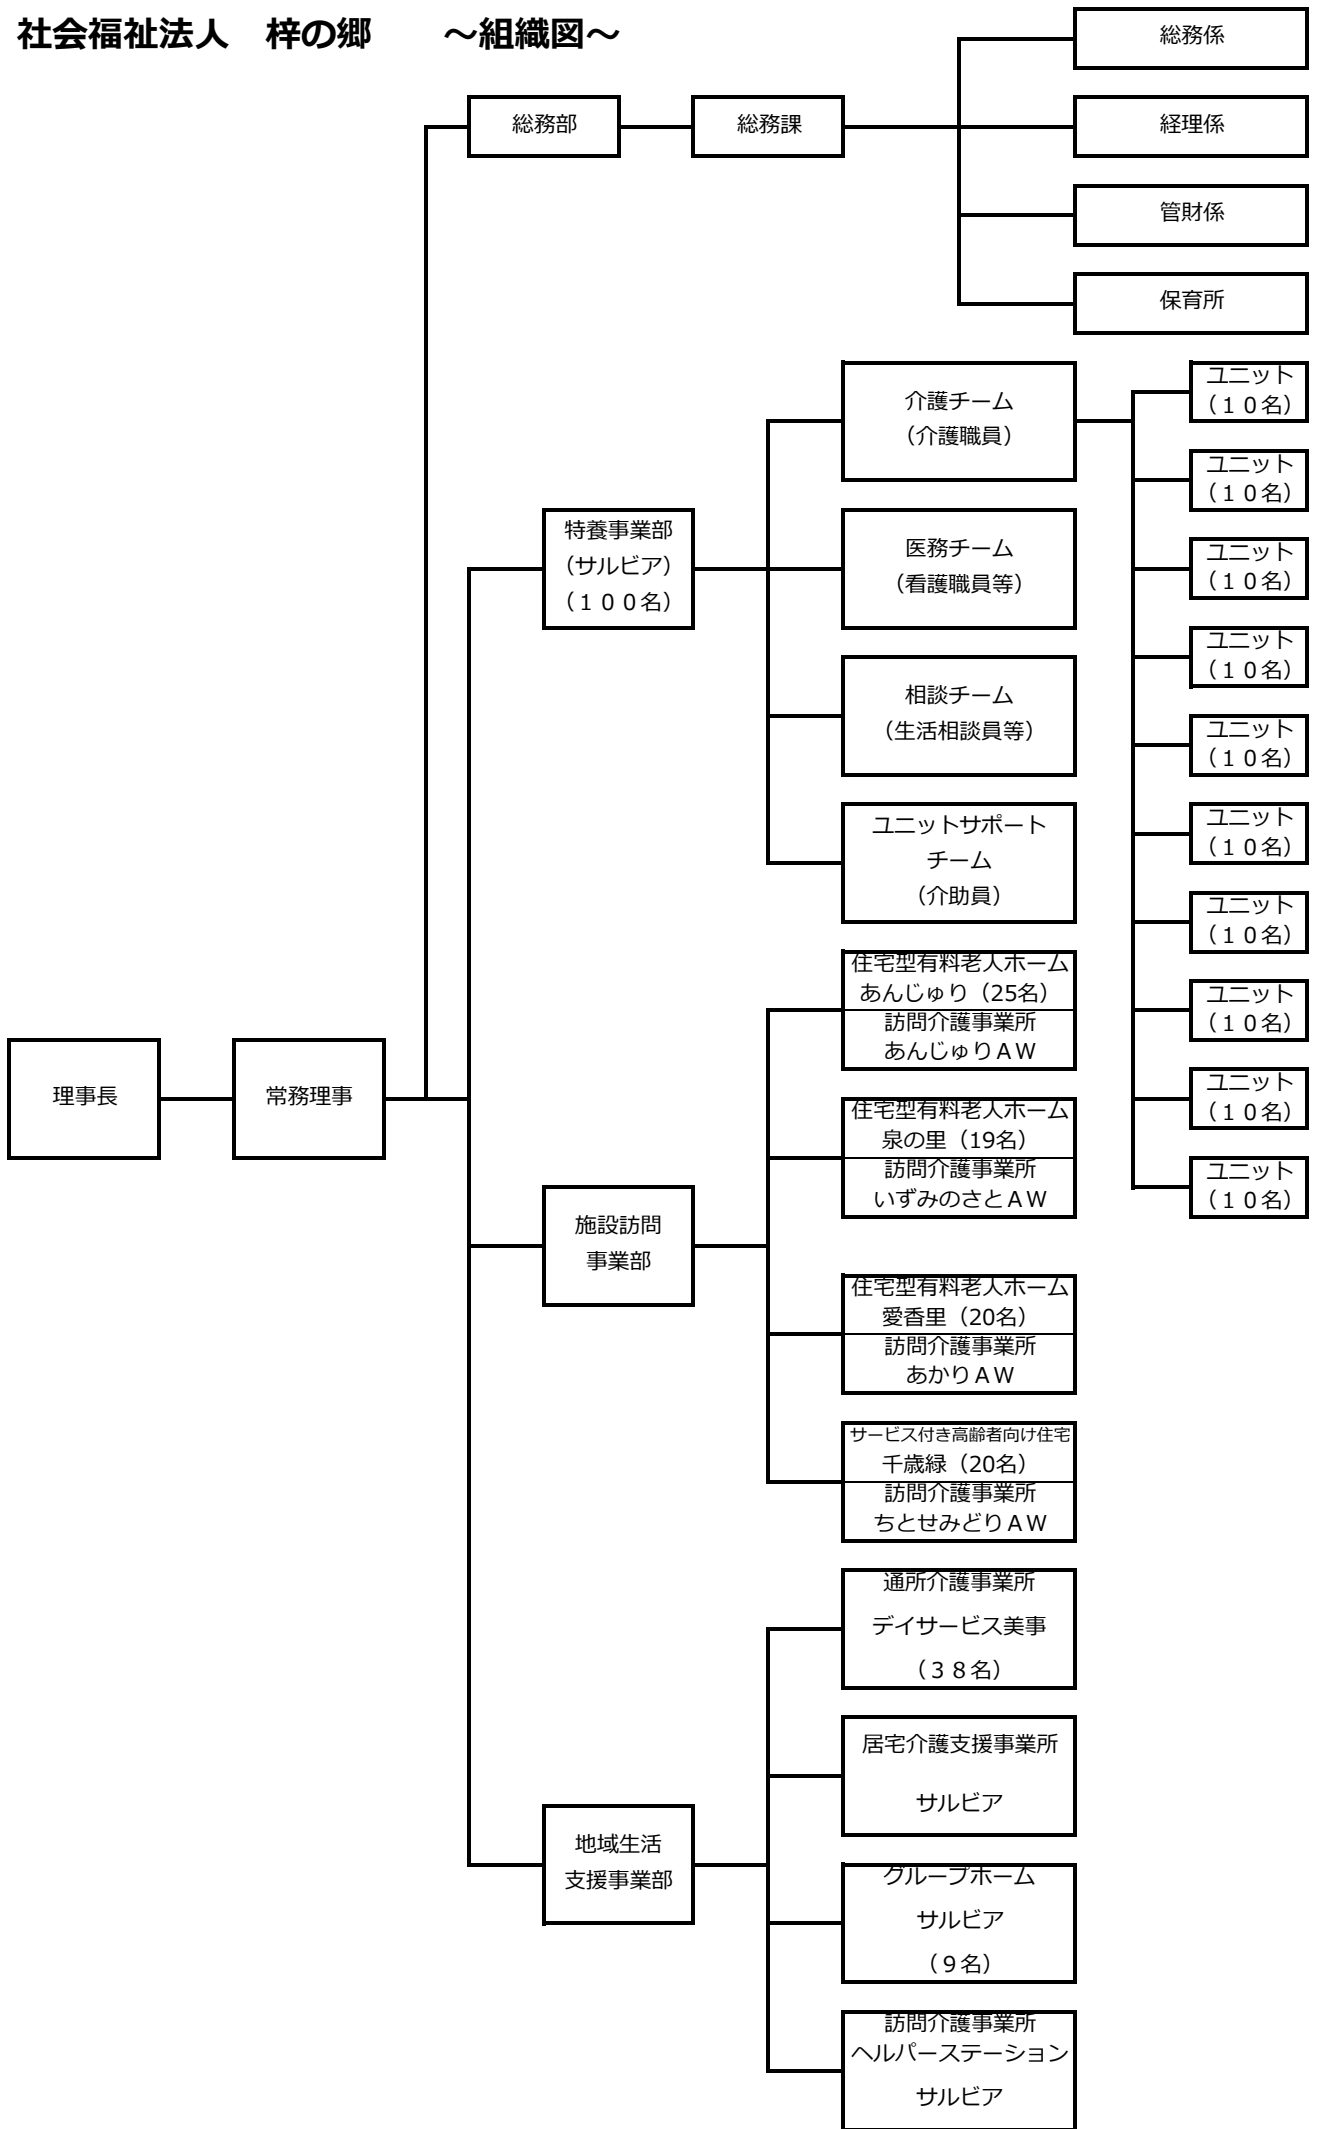 社会福祉法人　梓の郷　　～組織図～
総務係
総務部
総務課
経理係
管財係
保育所
介護チーム
（介護職員）
ユニット
（１０名）
ユニット
（１０名）
特養事業部
（サルビア）
（１００名）
医務チーム
（看護職員等）
ユニット
（１０名）
ユニット
（１０名）
相談チーム
（生活相談員等）
ユニット
（１０名）
ユニットサポート
チーム
（介助員）
ユニット
（１０名）
ユニット
（１０名）
住宅型有料老人ホーム
あんじゅり（25名）
訪問介護事業所
あんじゅりＡＷ
ユニット
（１０名）
理事長
常務理事
住宅型有料老人ホーム
泉の里（19名）
訪問介護事業所
いずみのさとＡＷ
ユニット
（１０名）
ユニット
（１０名）
施設訪問
事業部
住宅型有料老人ホーム
愛香里（20名）
訪問介護事業所
あかりＡＷ
サービス付き高齢者向け住宅
千歳緑（20名）
訪問介護事業所
ちとせみどりＡＷ
通所介護事業所
デイサービス美事
（３８名）
居宅介護支援事業所
サルビア
地域生活
支援事業部
グループホーム
サルビア
（９名）
訪問介護事業所
ヘルパーステーション
サルビア